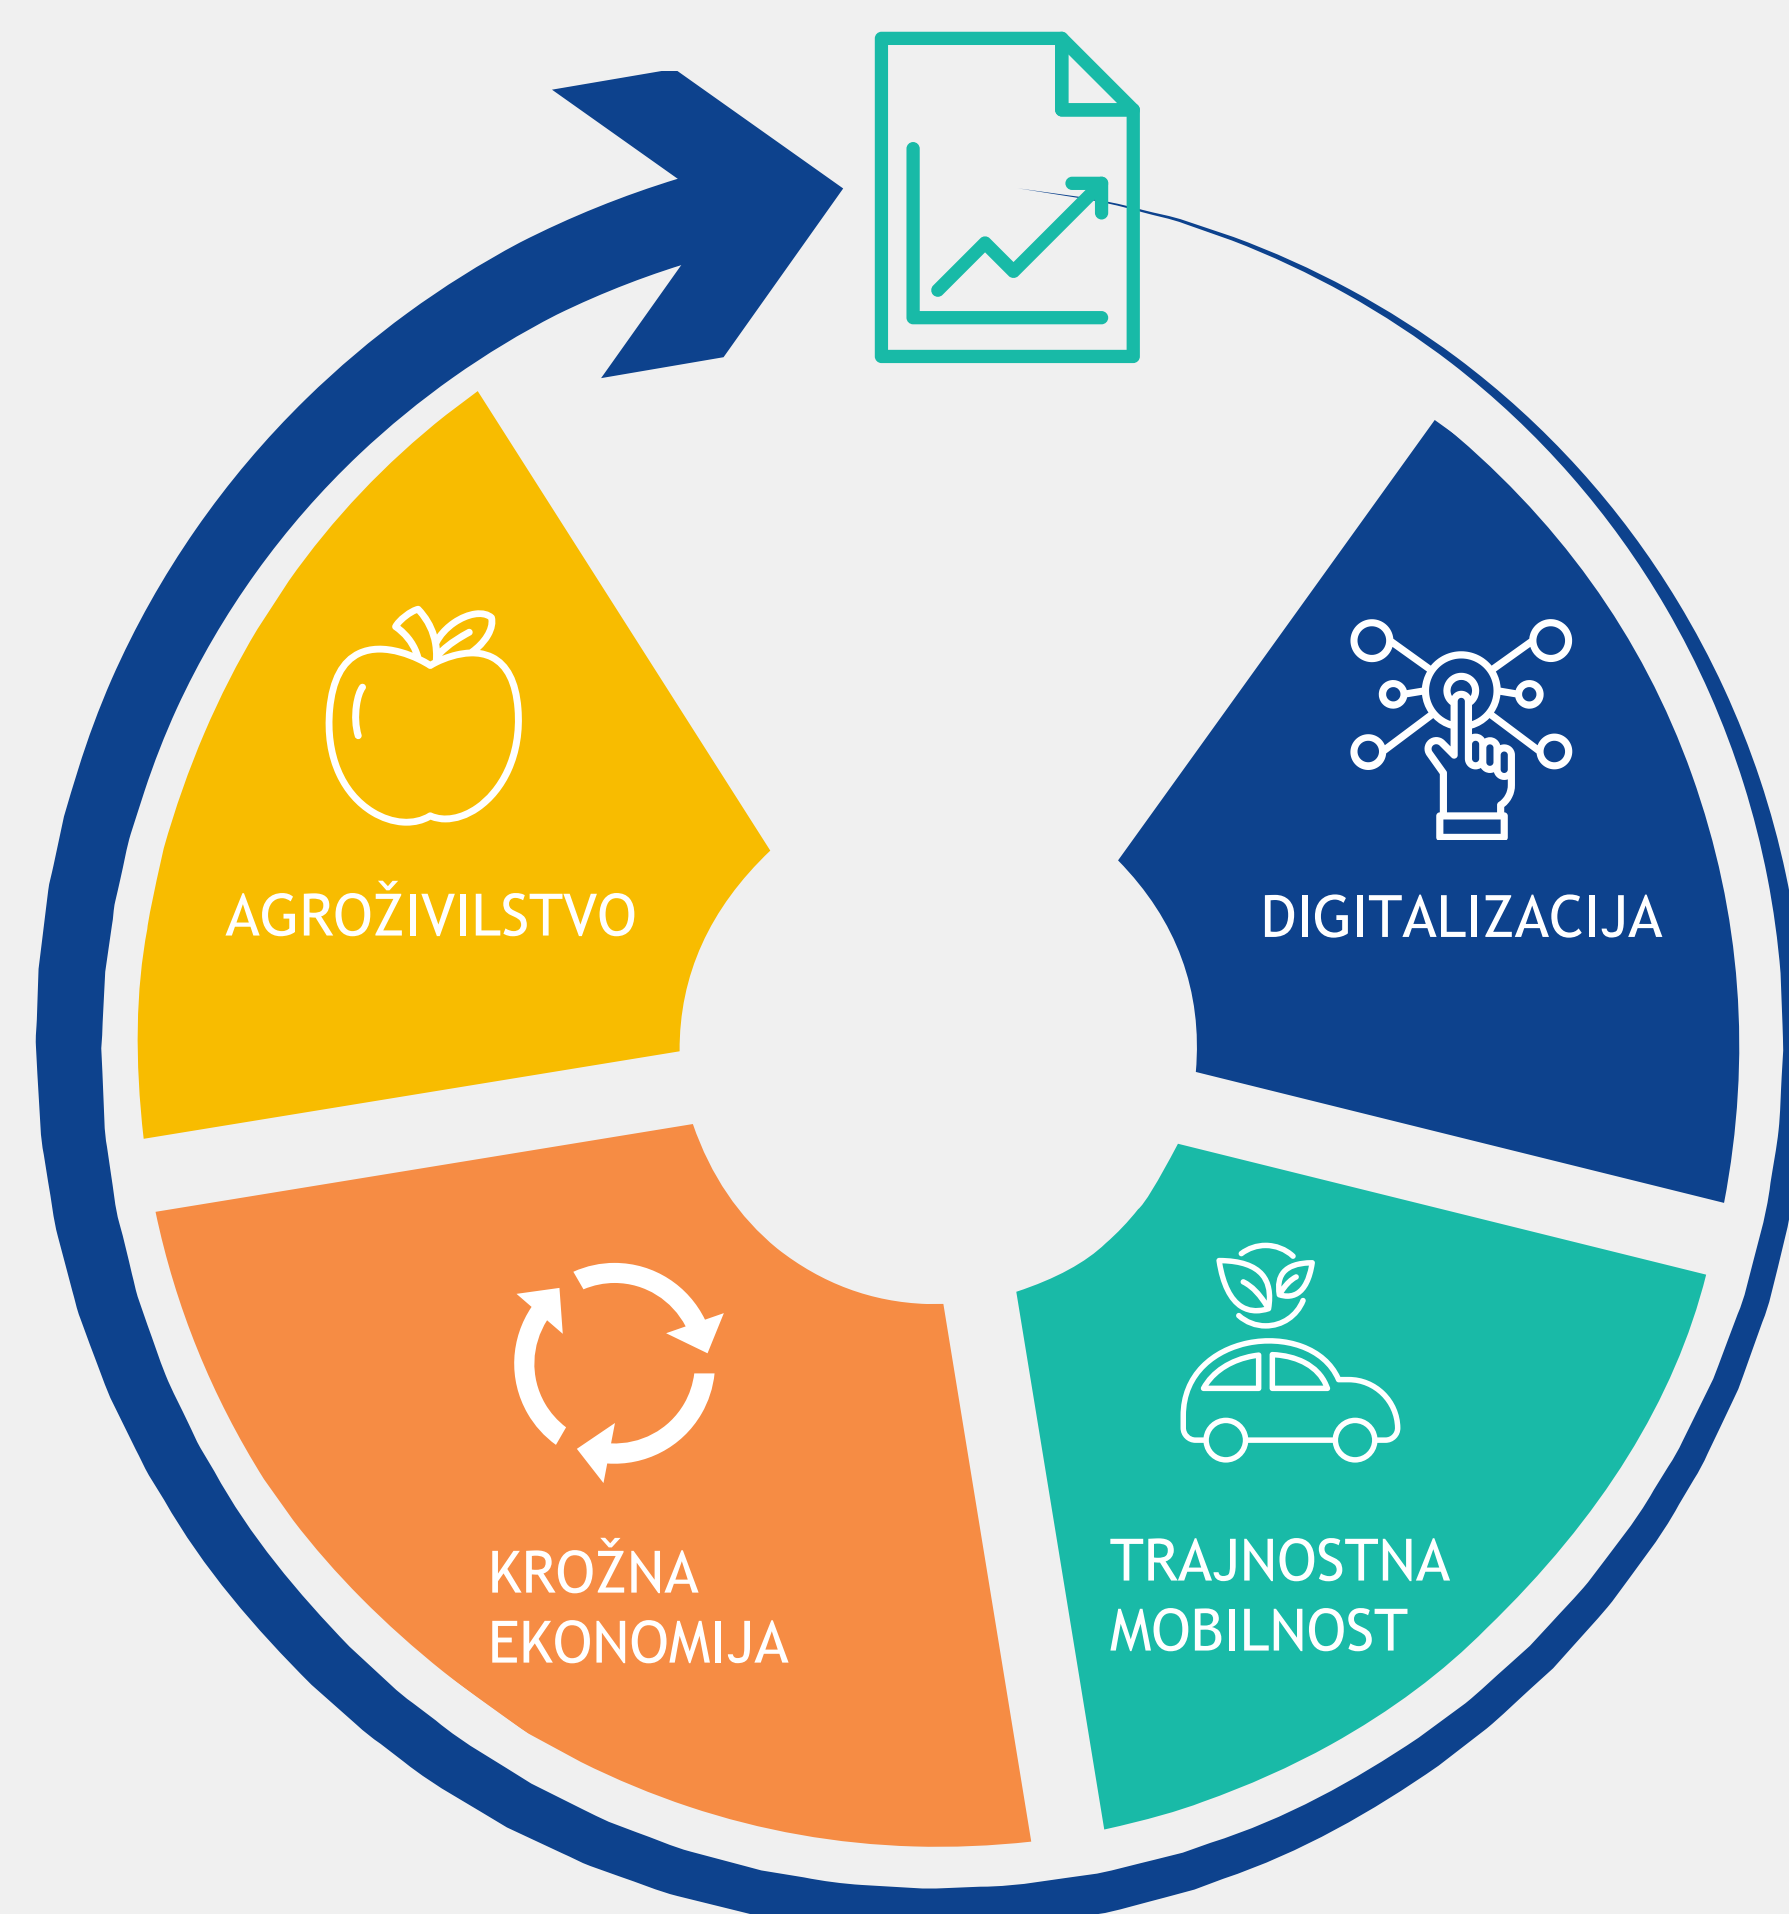 AGROŽIVILSTVO
DIGITALIZACIJA
KROŽNA
EKONOMIJA
TRAJNOSTNA
MOBILNOST